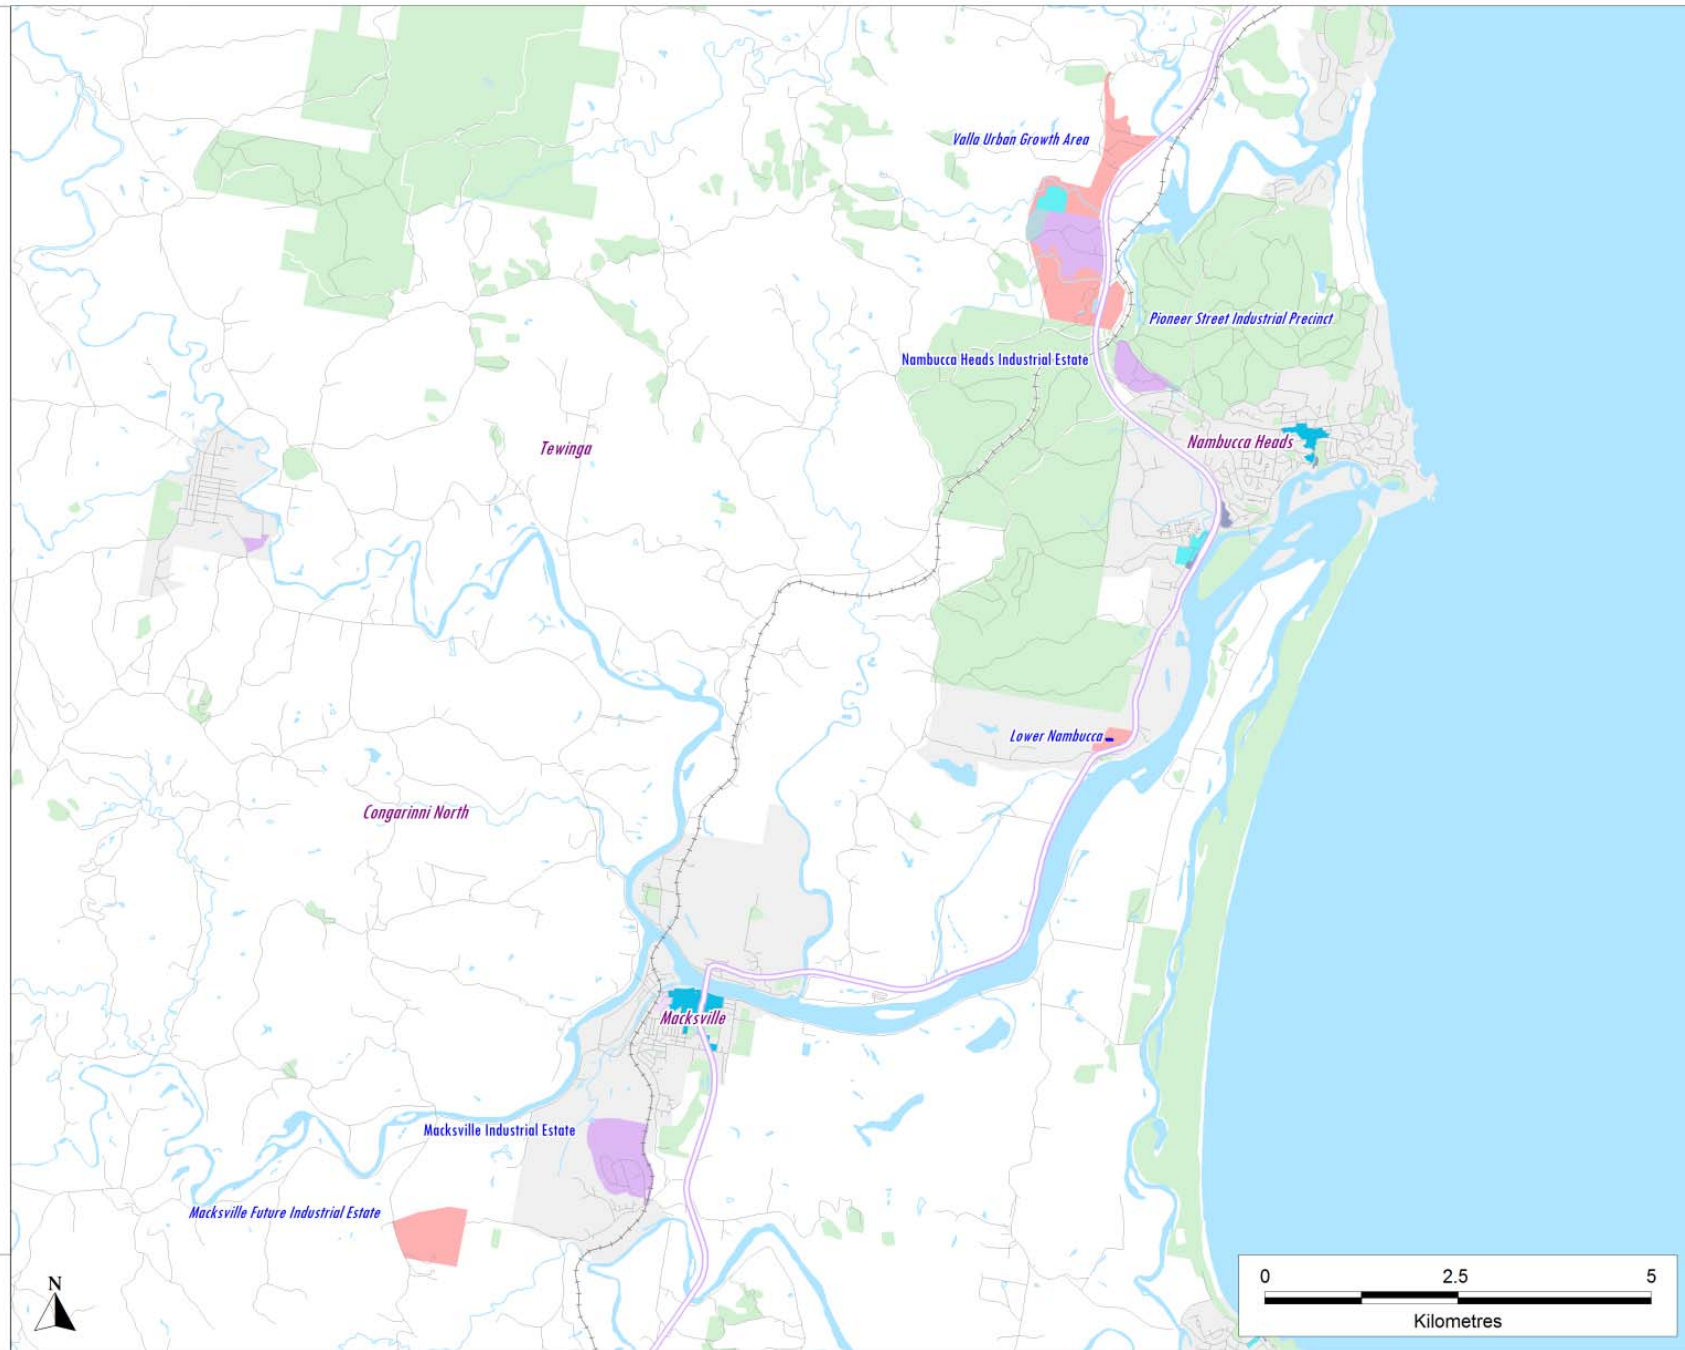 Valla Urban Growth Area
Pioneer Street Industrial Precinct
Nambucca Heads Industrial Estate
Nambucca Heads
Tewinga
Lower Nambucca
Congarinni North
Macksville
Macksville Industrial Estate
Macksville Future Industrial Estate
N
0 2.5 5
Kilometres